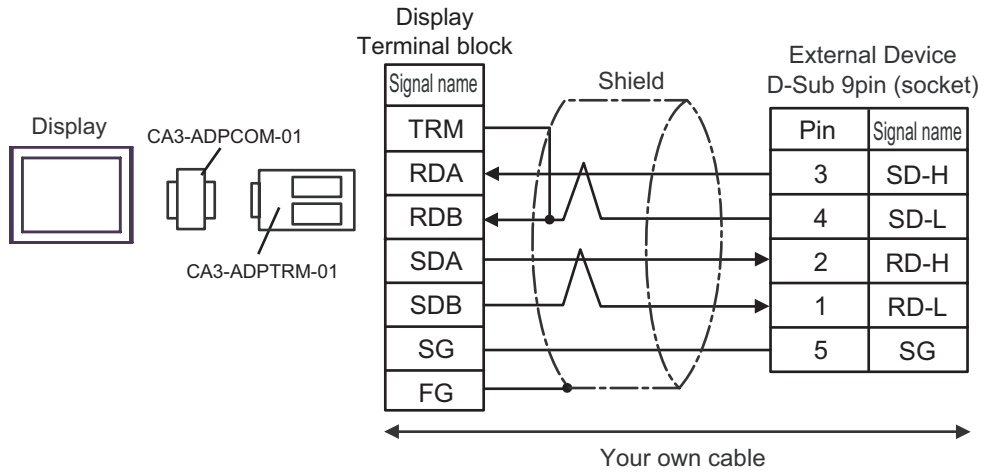 Display
CA3-ADPCOM-01
CA3-ADPTRM-01
Display
Terminal block
Signal name
TRM
RDA
RDB
SDA
SDB
SG
FG
Shield
External Device
D-Sub 9pin (socket)
Pin Signal name
3 SD-H
4 SD-L
2 RD-H
1 RD-L
5 SG
Your own cable